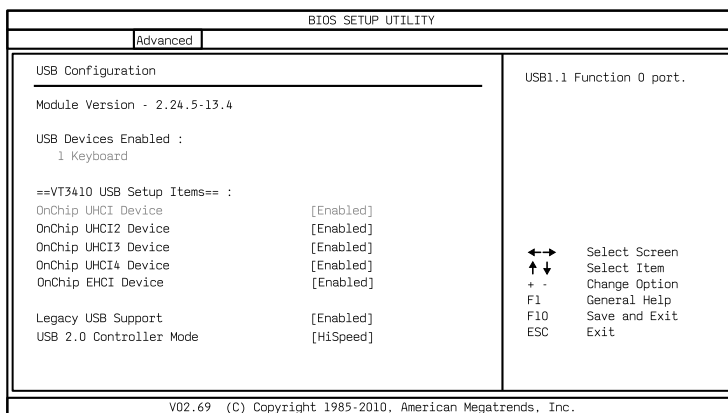 BIOS SETUP UTILITY
Advanced
USB Configuration
Module Version - 2.24.5-13.4
USB Devices Enabled :
1 Keyboard
==VT3410 USB Setup Items== :
OnChip UHCI Device [Enabled]
OnChip UHCI2 Device [Enabled]
OnChip UHCI3 Device [Enabled]
OnChip UHCI4 Device [Enabled]
OnChip EHCI Device [Enabled]
Legacy USB Support [Enabled]
USB 2.0 Controller Mode [HiSpeed]
USB1.1 Function 0 port.
←→ Select Screen
↑↓ Select Item
+ - Change Option
F1 General Help
F10 Save and Exit
ESC Exit
V02.69 (C) Copyright 1985-2010, American Megatrends, Inc.